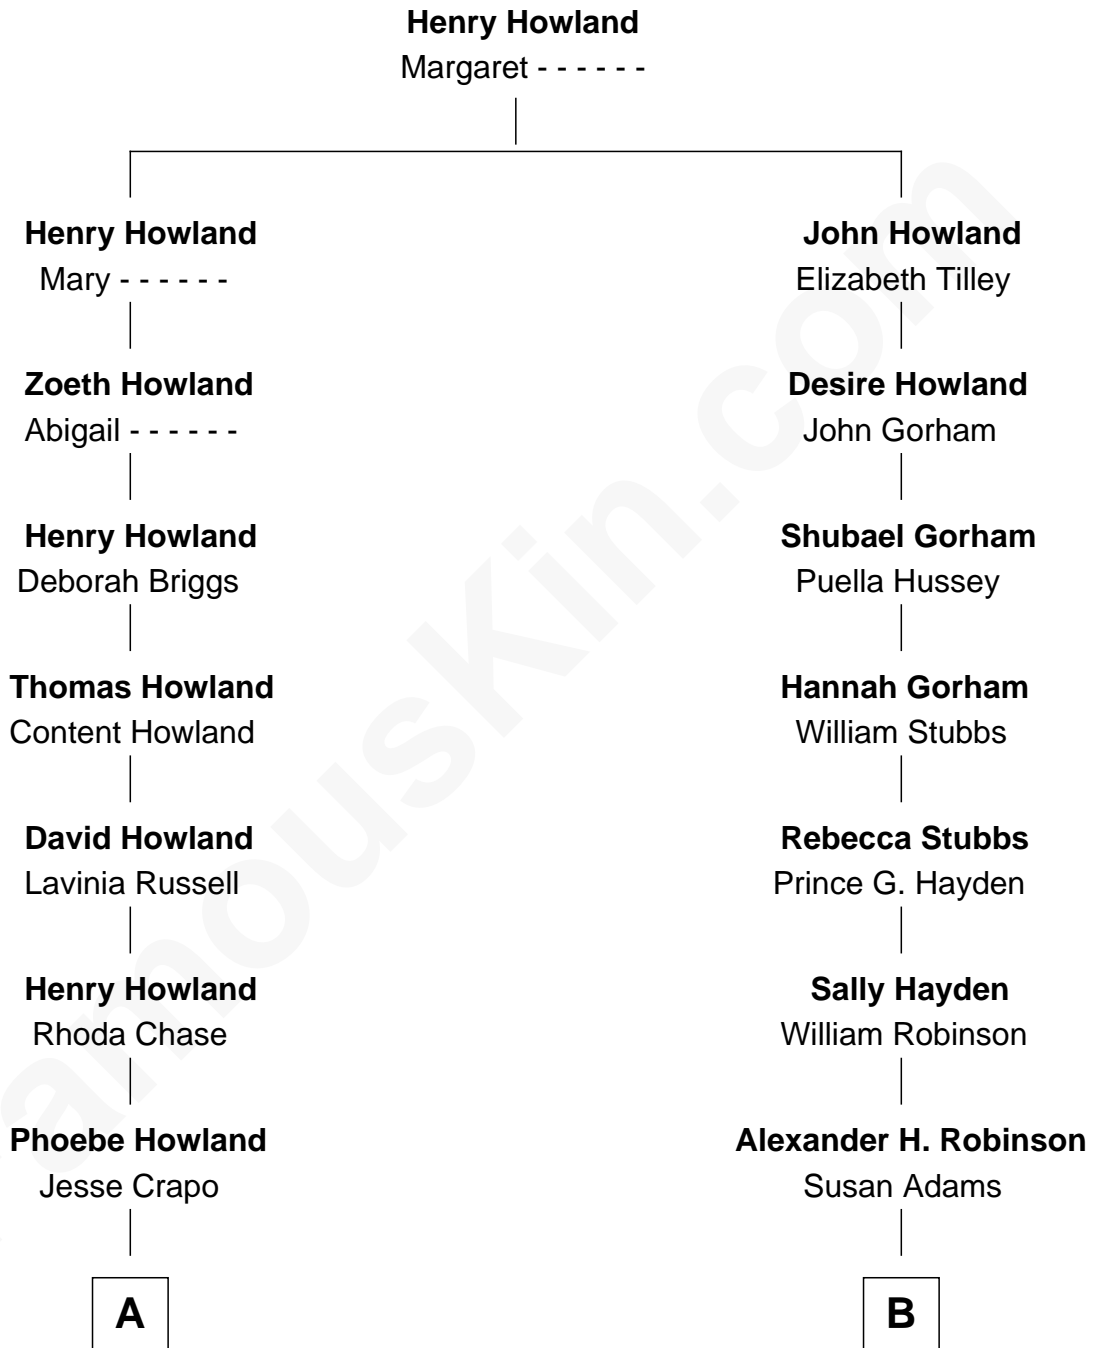 Henry Howland
Margaret - - - - - -
Henry Howland
Mary - - - - - -
John Howland
Elizabeth Tilley
Zoeth Howland
Abigail - - - - - -
Desire Howland
John Gorham
Henry Howland
Deborah Briggs
Shubael Gorham
Puella Hussey
Thomas Howland
Content Howland
Hannah Gorham
William Stubbs
David Howland
Lavinia Russell
Rebecca Stubbs
Prince G. Hayden
Henry Howland
Rhoda Chase
Sally Hayden
William Robinson
Phoebe Howland
Jesse Crapo
Alexander H. Robinson
Susan Adams
A
B
amousKin.com